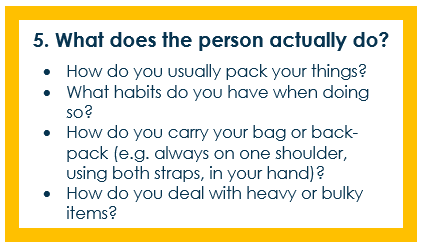 5. What does the person actually do?
• How do you usually pack your things?
• What habits do you have when doing
so?
• How do you carry your bag or back-
pack (e.g. always on one shoulder,
using both straps, in your hand)?
• How do you deal with heavy or bulky
items?